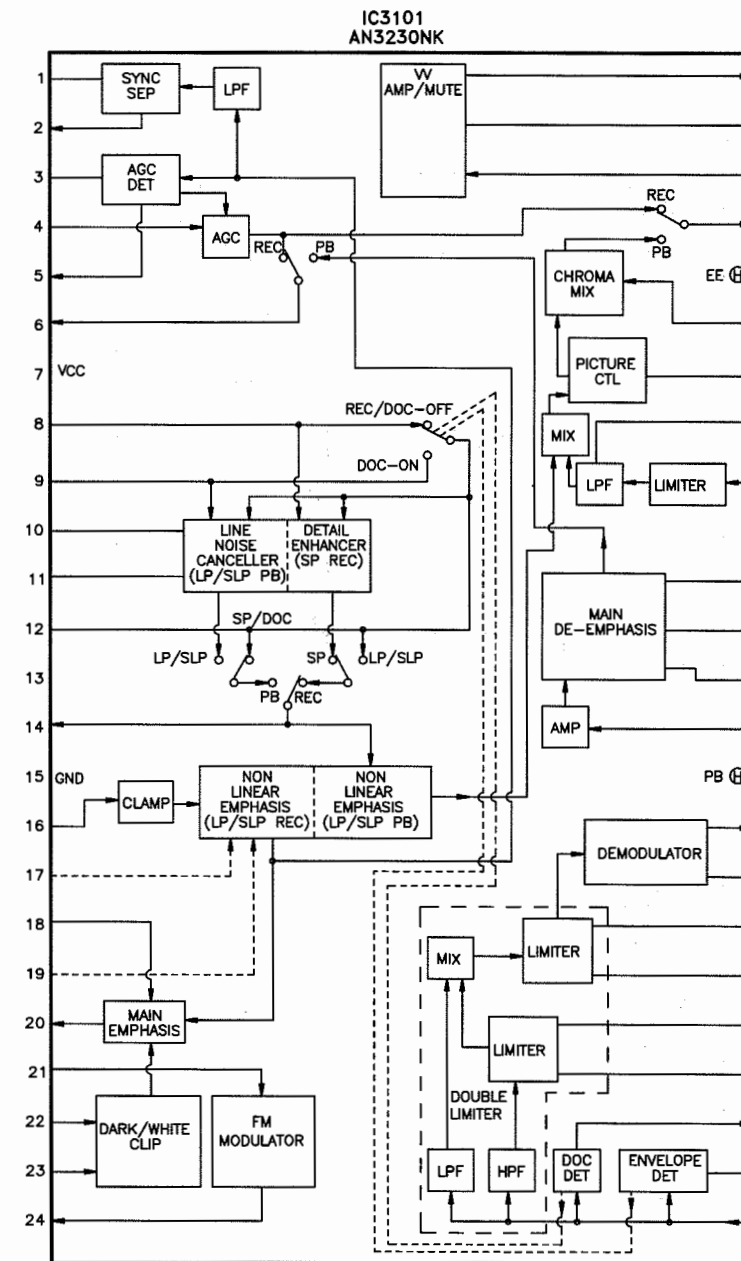 IC3101
AN3230NK
1
SYNC
SEP
LPF
2
VV
AMP/MUTE
3
AGC
DET
4
AGC
REC
PB
5
6
REC
PB
CHROMA
MIX
EE H
7
VCC
PICTURE
CTL
8
REC/DOC-OFF
MIX
9
DOC-ON
LPF
LIMITER
10
LINE
NOISE
CANCELLER
(LP/SLP PB)
DETAIL
ENHANCER
(SP REC)
11
MAIN
DE-EMPHASIS
12
SP/DOC
LP/SLP
SP
LP/SLP
13
PB
REC
14
AMP
15
GND
NON
LINEAR
EMPHASIS
(LP/SLP REC)
NON
LINEAR
EMPHASIS
(LP/SLP PB)
PB H
CLAMP
16
17
DEMODULATOR
18
19
MIX
LIMITER
20
MAIN
EMPHASIS
LIMITER
21
DOUBLE
LIMITER
22
DARK/WHITE
CLIP
FM
MODULATOR
23
LPF
HPF
DOC
DET
ENVELOPE
DET
24